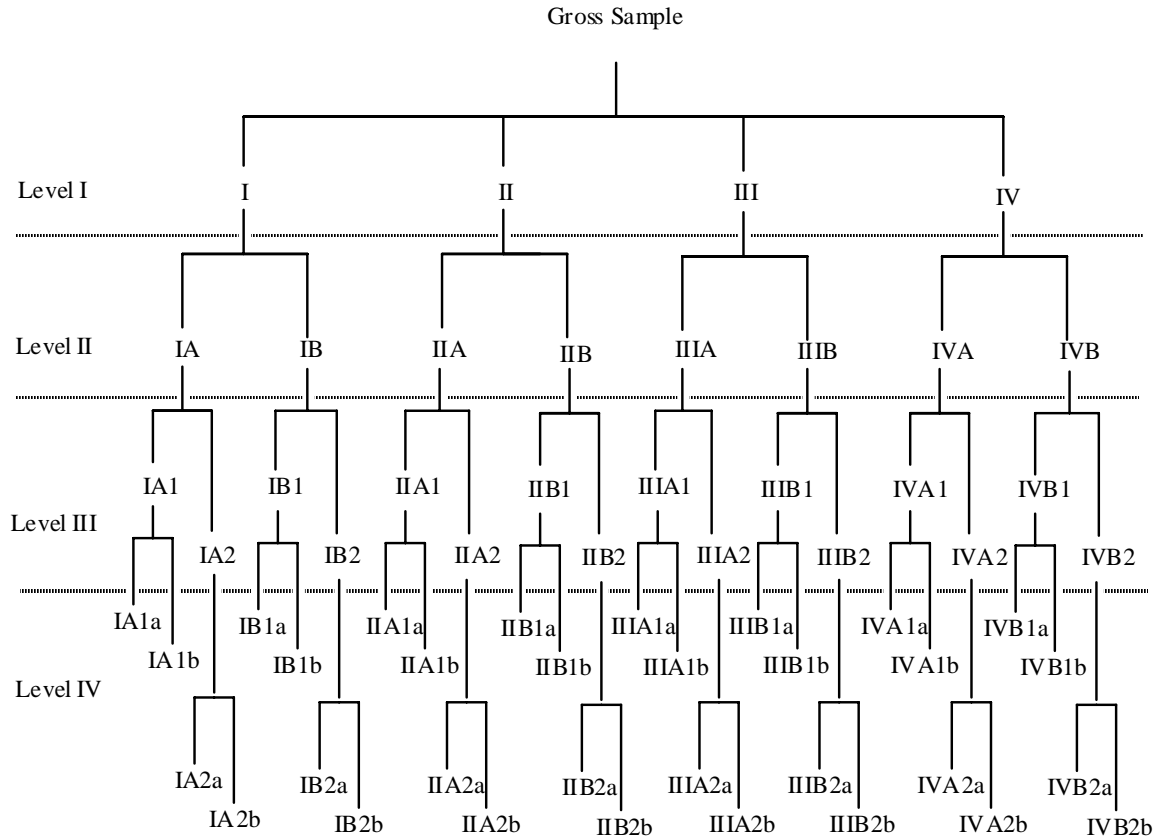 Gross Sample
Level I I II III IV
Level II IA IB IIA IIB IIIA IIIB IVA IVB
IA1 IB1 IIA1 IIB1 IIIA1 IIIB1 IVA1 IVB1
Level III IA2 IB2 IIA2 IIB2 IIIA2 IIIB2 IVA2 IVB2
IA1a IB1a IIA1a IIB1a IIIA1a IIIB1a IVA1a IVB1a
IA1b IB1b IIA1b IIB1b IIIA1b IIIB1b IVA1b IVB1b
Level IV
IA2a IB2a IIA2a IIB2a IIIA2a IIIB2a IVA2a IVB2a
IA2b IB2b IIA2b IIB2b IIIA2b IIIB2b IVA2b IVB2b